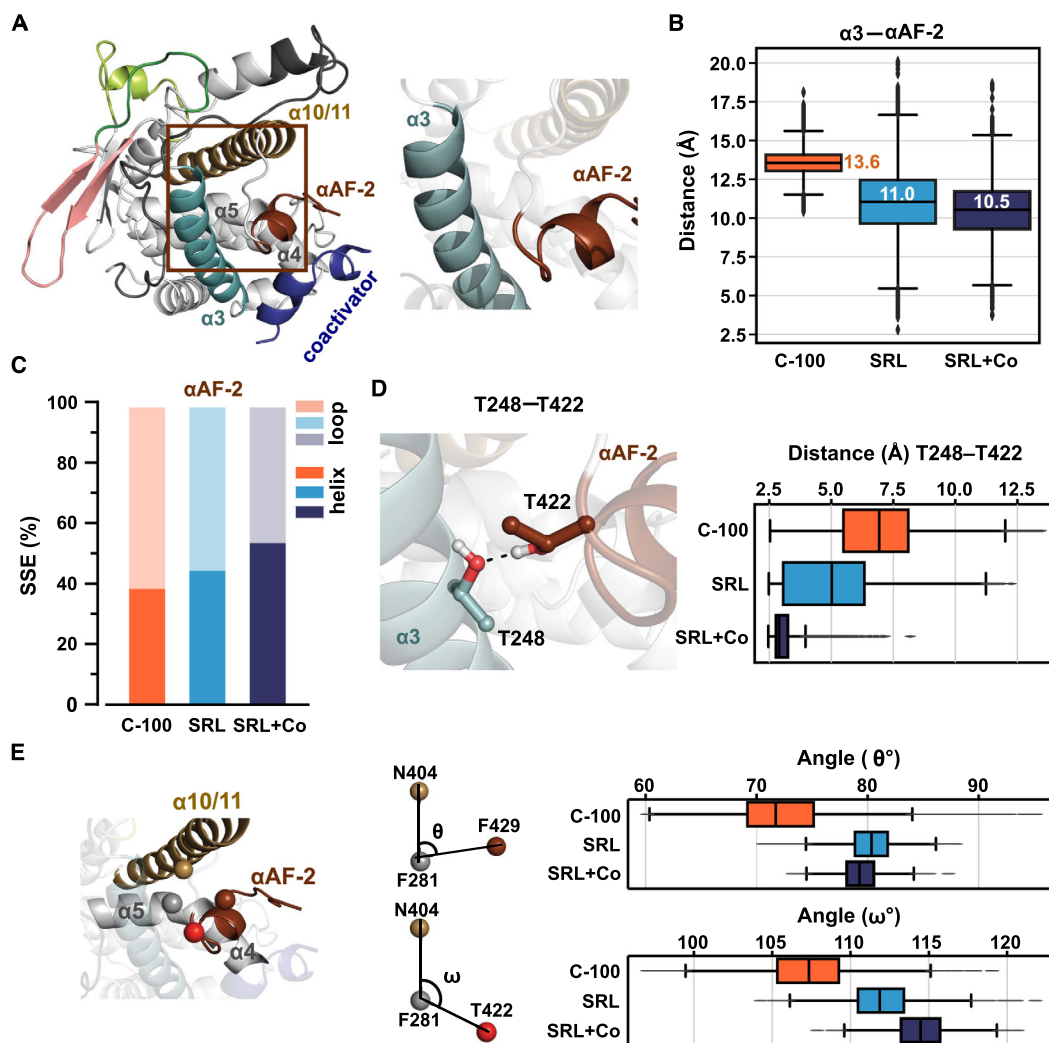 A
α10/11
αAF-2
α5
α4
α3
coactivator
α3
αAF-2
B
α3—αAF-2
Distance (Å)
20.0
17.5
15.0
12.5
10.0
7.5
5.0
2.5
13.6
11.0
10.5
C-100
SRL
SRL+Co
C
αAF-2
SSE (%)
100
80
60
40
20
0
loop
helix
C-100
SRL
SRL+Co
D
T248—T422
αAF-2
T422
α3
T248
Distance (Å) T248–T422
2.5 5.0 7.5 10.0 12.5
C-100
SRL
SRL+Co
E
α10/11
αAF-2
α5
α4
N404
θ
F429
F281
N404
ω
F281
T422
Angle ( θ°)
60 70 80 90
C-100
SRL
SRL+Co
Angle (ω°)
100 105 110 115 120
C-100
SRL
SRL+Co